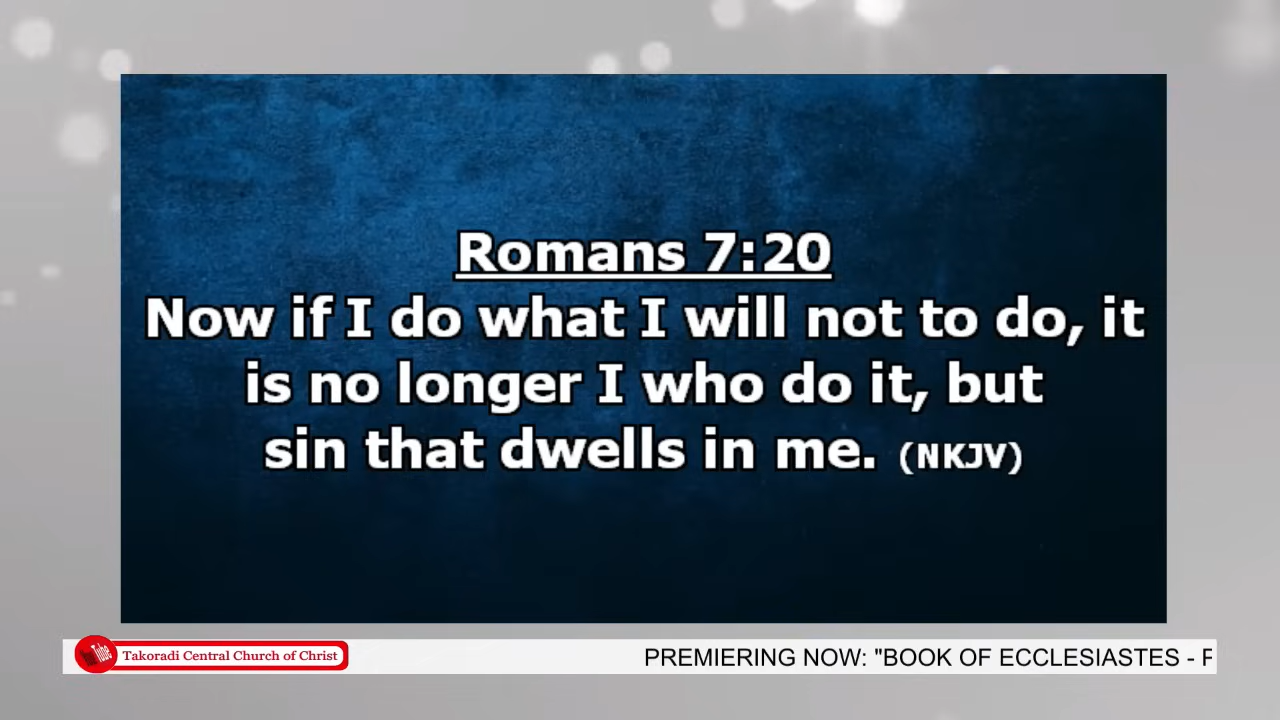 Romans 7:20
Now if I do what I will not to do, it
is no longer I who do it, but
sin that dwells in me. (NKJV)
Takoradi Central Church of Christ
PREMIERING NOW: "BOOK OF ECCLESIASTES -